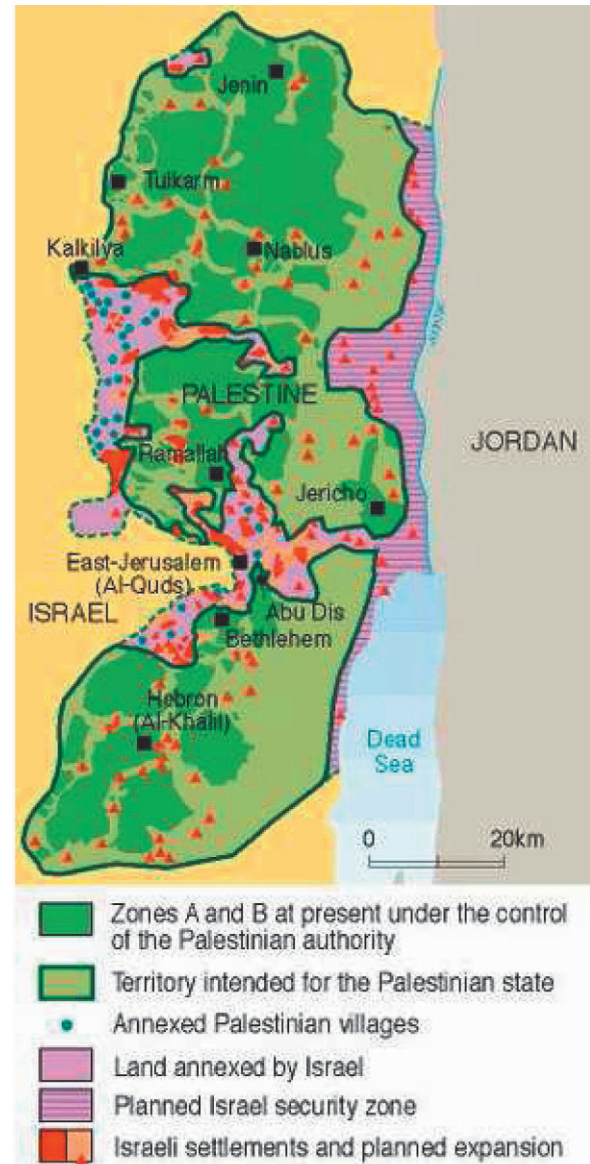 Jenin
Tulkarm
Kalkilya
Nablus
PALESTINE
JORDAN
Ramallah
Jericho
East-Jerusalem
(Al-Quds)
ISRAEL
Abu Dis
Bethlehem
Hebron
(Al-Khalil)
Dead
Sea
0 20km
Zones A and B at present under the control
of the Palestinian authority
Territory intended for the Palestinian state
Annexed Palestinian villages
Land annexed by Israel
Planned Israel security zone
Israeli settlements and planned expansion